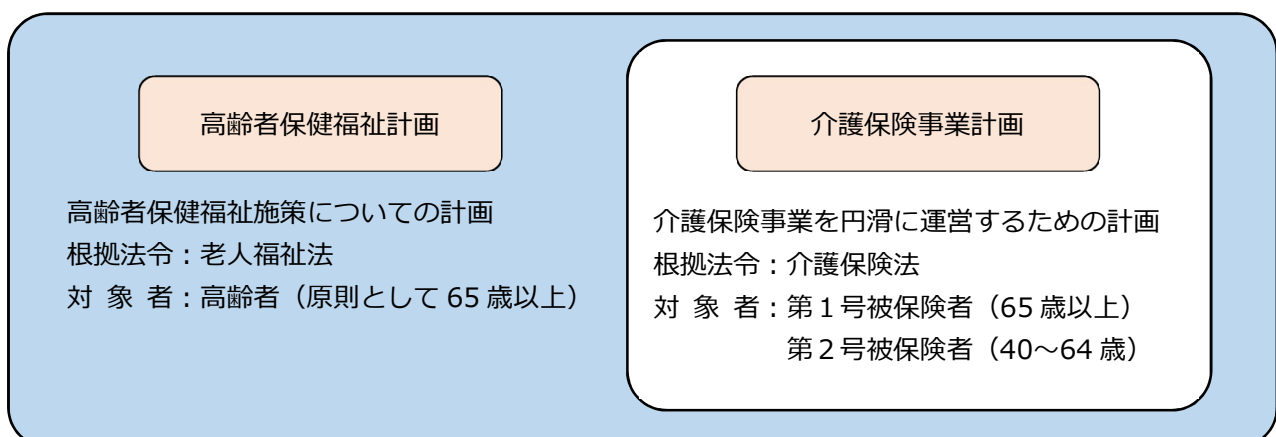 高齢者保健福祉計画
高齢者保健福祉施策についての計画
根拠法令：老人福祉法
対 象 者：高齢者（原則として 65 歳以上）
介護保険事業計画
介護保険事業を円滑に運営するための計画
根拠法令：介護保険法
対 象 者：第１号被保険者（65 歳以上）
第２号被保険者（40～64 歳）